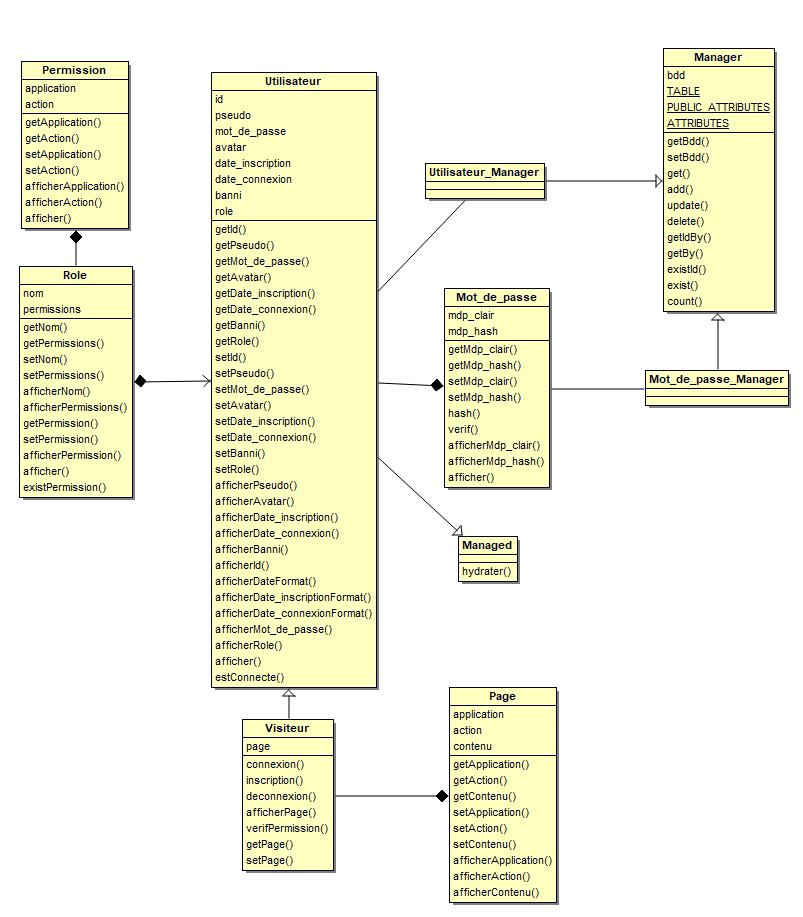 Permission
application
action
getApplication()
getAction()
setApplication()
setAction()
afficherApplication()
afficherAction()
afficher()
Role
nom
permissions
getNom()
getPermissions()
setNom()
setPermissions()
afficherNom()
afficherPermissions()
getPermission()
setPermission()
afficherPermission()
afficher()
existPermission()
Utilisateur
id
pseudo
mot_de_passe
avatar
date_inscription
date_connexion
banni
role
getId()
getPseudo()
getMot_de_passe()
getAvatar()
getDate_inscription()
getDate_connexion()
getBanni()
getRole()
setId()
setPseudo()
setMot_de_passe()
setAvatar()
setDate_inscription()
setDate_connexion()
setBanni()
setRole()
afficherPseudo()
afficherAvatar()
afficherDate_inscription()
afficherDate_connexion()
afficherBanni()
afficherId()
afficherDateFormat()
afficherDate_inscriptionFormat()
afficherDate_connexionFormat()
afficherMot_de_passe()
afficherRole()
afficher()
estConnecte()
Visiteur
page
connexion()
inscription()
deconnexion()
afficherPage()
verifPermission()
getPage()
setPage()
Utilisateur_Manager
Mot_de_passe
mdp_clair
mdp_hash
getMdp_clair()
getMdp_hash()
setMdp_clair()
setMdp_hash()
hash()
verif()
afficherMdp_clair()
afficherMdp_hash()
afficher()
Managed
hydrater()
Page
application
action
contenu
getApplication()
getAction()
getContenu()
setApplication()
setAction()
setContenu()
afficherApplication()
afficherAction()
afficherContenu()
Manager
bdd
TABLE
PUBLIC_ATTRIBUTES
ATTRIBUTES
getBdd()
setBdd()
get()
add()
update()
delete()
getIdBy()
getBy()
existId()
exist()
count()
Mot_de_passe_Manager